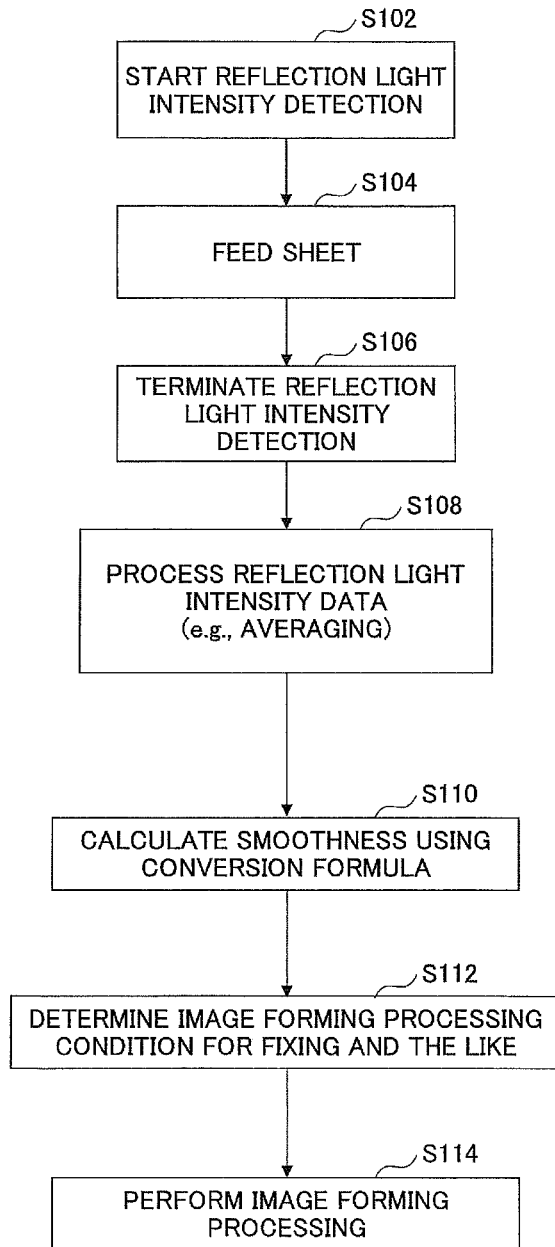 S102
START REFLECTION LIGHT
INTENSITY DETECTION
S104
FEED SHEET
S106
TERMINATE REFLECTION
LIGHT INTENSITY
DETECTION
S108
PROCESS REFLECTION LIGHT
INTENSITY DATA
(e.g., AVERAGING)
S110
CALCULATE SMOOTHNESS USING
CONVERSION FORMULA
S112
DETERMINE IMAGE FORMING PROCESSING
CONDITION FOR FIXING AND THE LIKE
S114
PERFORM IMAGE FORMING
PROCESSING